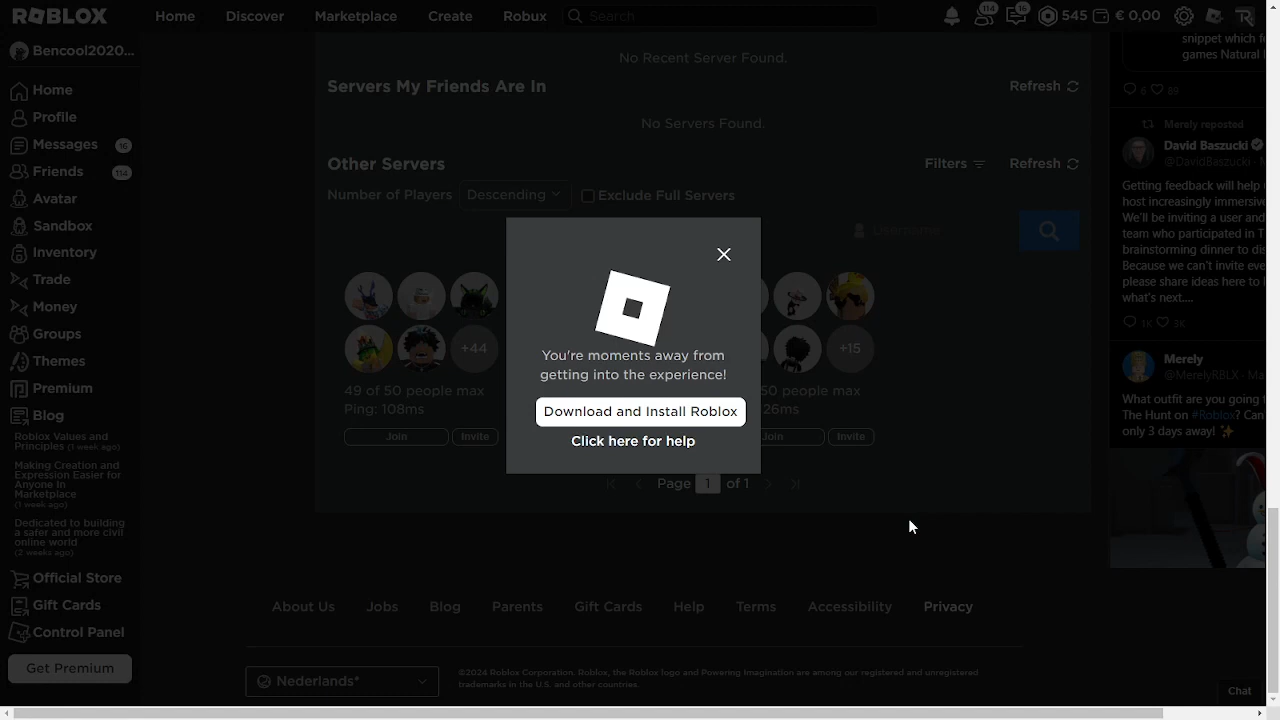 ROBLOX
Home
Discover
Marketplace
Create
Robux
Search
114
16
545
€ 0,00
Bencool2020...
Home
Profile
Messages
16
Friends
114
Avatar
Sandbox
Inventory
Trade
Money
Groups
Themes
Premium
Blog
Roblox Values and
Principles (1 week ago)
Making Creation and
Expression Easier for
Anyone In
Marketplace
(1 week ago)
Dedicated to building
a safer and more civil
online world
(2 weeks ago)
Official Store
Gift Cards
Control Panel
Get Premium
No Recent Server Found.
Servers My Friends Are In
Refresh
No Servers Found.
Other Servers
Filters
Refresh
Number of Players
Descending
Exclude Full Servers
Username
+44
49 of 50 people max
Ping: 108ms
Join
Invite
You're moments away from
getting into the experience!
Download and Install Roblox
Click here for help
+15
50 people max
26ms
Join
Invite
Page 1 of 1
snippet which fe
games Natural
6
89
Merely reposted
David Baszucki
@DavidBaszucki
Getting feedback will help
host increasingly immersiv
We'll be inviting a user and
team who participated in T
brainstorming dinner to dis
Because we can't invite eve
please share ideas here to
what's next....
1K
3K
Merely
@MerelyRBLX · Ma
What outfit are you going t
The Hunt on #Roblox? Can
only 3 days away! ✨
About Us
Jobs
Blog
Parents
Gift Cards
Help
Terms
Accessibility
Privacy
Nederlands*
©2024 Roblox Corporation. Roblox, the Roblox logo and Powering Imagination are among our registered and unregistered
trademarks in the U.S. and other countries.
Chat